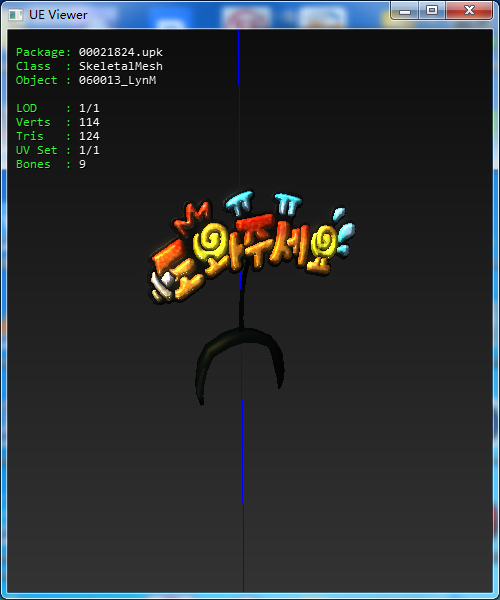 UE Viewer
Package: 00021824.upk
Class : SkeletalMesh
Object : 060013_LynM
LOD : 1/1
Verts : 114
Tris : 124
UV Set : 1/1
Bones : 9
ㅠ ㅠ
도와주세요